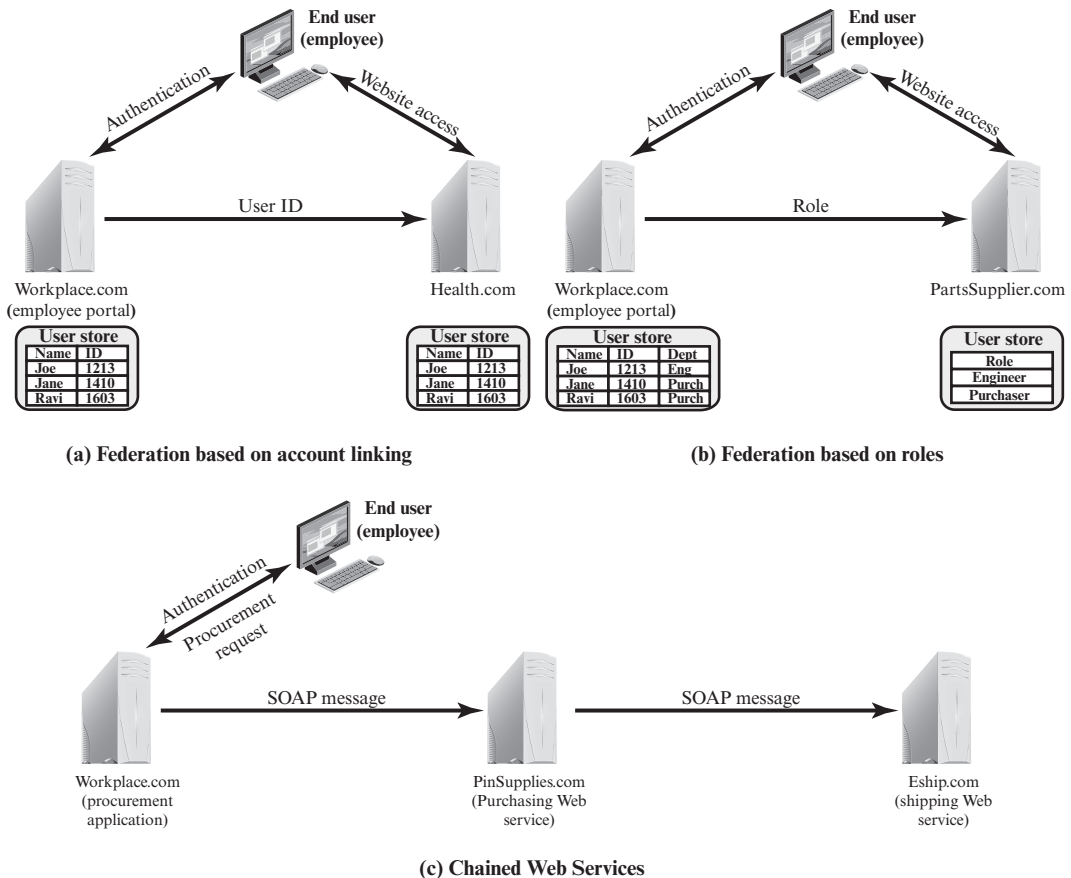 End user
(employee)
Authentication
Website access
User ID
Workplace.com
(employee portal)
Health.com
User store
Name ID
Joe 1213
Jane 1410
Ravi 1603
User store
Name ID
Joe 1213
Jane 1410
Ravi 1603
(a) Federation based on account linking
End user
(employee)
Authentication
Website access
Role
Workplace.com
(employee portal)
PartsSupplier.com
User store
Name ID Dept
Joe 1213 Eng
Jane 1410 Purch
Ravi 1603 Purch
User store
Role
Engineer
Purchaser
(b) Federation based on roles
End user
(employee)
Authentication
Procurement
request
SOAP message
SOAP message
Workplace.com
(procurement
application)
PinSupplies.com
(Purchasing Web
service)
Eship.com
(shipping Web
service)
(c) Chained Web Services